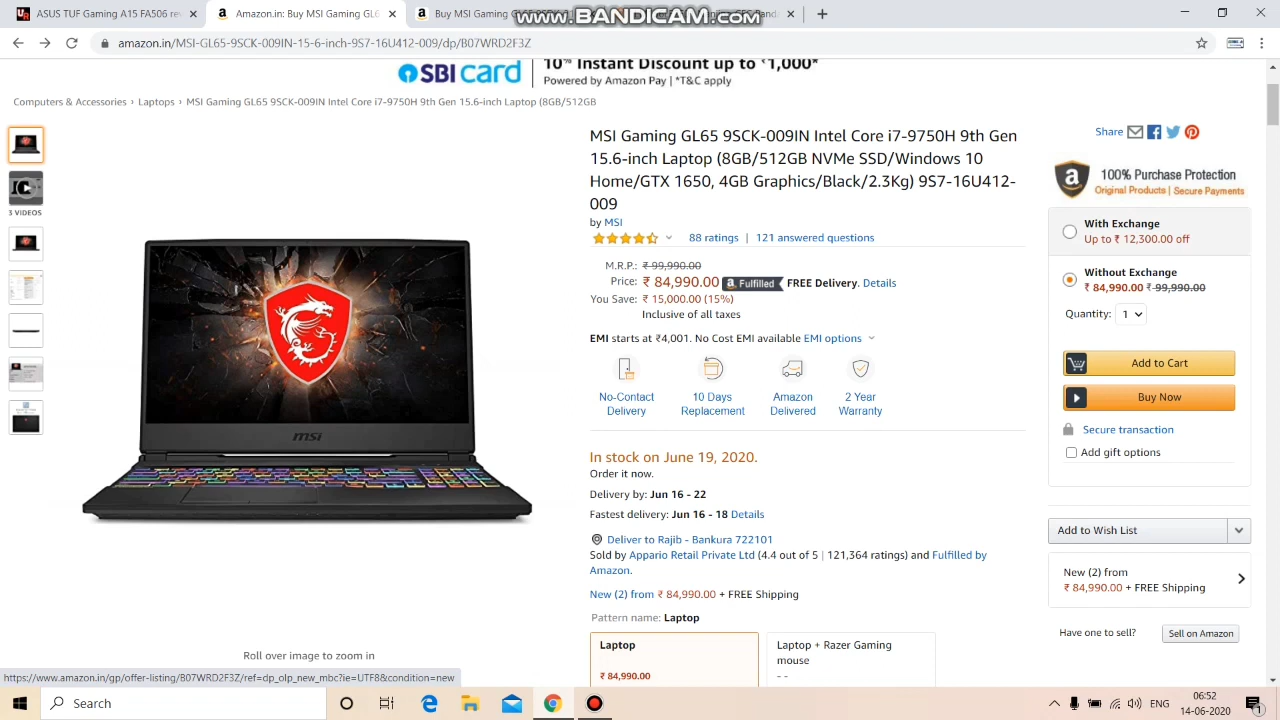 ASUS TUF Gaming A15 FA506 rev
Amazon.in: Buy MSI Gaming GL6
Buy MSI Gaming
www.BANDICAM.com
amazon.in/MSI-GL65-9SCK-009IN-15-6-inch-9S7-16U412-009/dp/B07WRD2F3Z
SBI card
10% Instant Discount up to ₹1,000*
Powered by Amazon Pay | *T&C apply
Computers & Accessories › Laptops › MSI Gaming GL65 9SCK-009IN Intel Core i7-9750H 9th Gen 15.6-inch Laptop (8GB/512GB
3 VIDEOS
msi
Roll over image to zoom in
MSI Gaming GL65 9SCK-009IN Intel Core i7-9750H 9th Gen
15.6-inch Laptop (8GB/512GB NVMe SSD/Windows 10
Home/GTX 1650, 4GB Graphics/Black/2.3Kg) 9S7-16U412-
009
by MSI
88 ratings | 121 answered questions
M.R.P.: ₹ 99,990.00
Price: ₹ 84,990.00 a Fulfilled FREE Delivery. Details
You Save: ₹ 15,000.00 (15%)
Inclusive of all taxes
EMI starts at ₹4,001. No Cost EMI available EMI options
No-Contact
Delivery
10 Days
Replacement
Amazon
Delivered
2 Year
Warranty
In stock on June 19, 2020.
Order it now.
Delivery by: Jun 16 - 22
Fastest delivery: Jun 16 - 18 Details
Deliver to Rajib - Bankura 722101
Sold by Appario Retail Private Ltd (4.4 out of 5 | 121,364 ratings) and Fulfilled by
Amazon.
New (2) from ₹ 84,990.00 + FREE Shipping
Pattern name: Laptop
Laptop
₹ 84,990.00
Laptop + Razer Gaming
mouse
- -
Share
100% Purchase Protection
Original Products | Secure Payments
With Exchange
Up to ₹ 12,300.00 off
Without Exchange
₹ 84,990.00 ₹ 99,990.00
Quantity: 1
Add to Cart
Buy Now
Secure transaction
Add gift options
Add to Wish List
New (2) from
₹ 84,990.00 + FREE Shipping
Have one to sell? Sell on Amazon
https://www.amazon.in/gp/offer-listing/B07WRD2F3Z/ref=dp_olp_new_mbc?ie=UTF8&condition=new
Search
ENG
06:52
14-06-2020
1